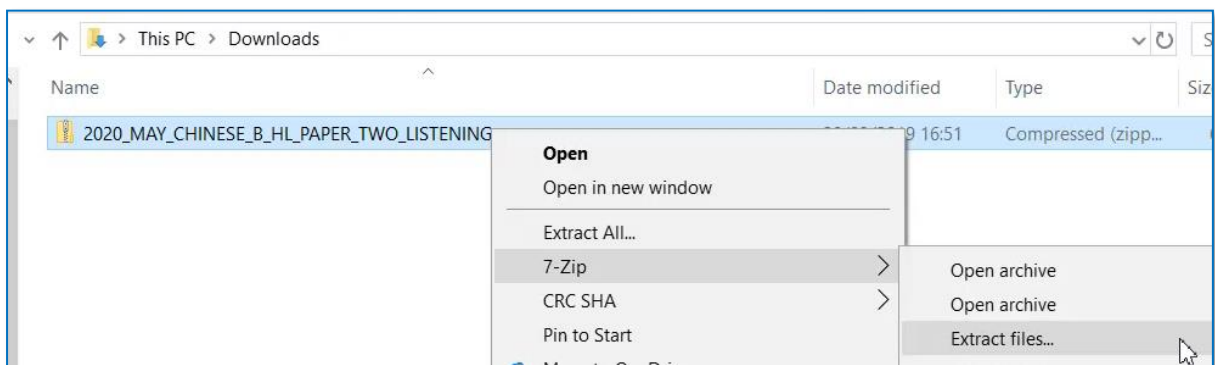 This PC > Downloads
Name Date modified Type
2020_MAY_CHINESE_B_HL_PAPER_TWO_LISTENING 16:51 Compressed (zipp...
Open
Open in new window
Extract All...
7-Zip
Open archive
CRC SHA
Open archive
Pin to Start
Extract files...